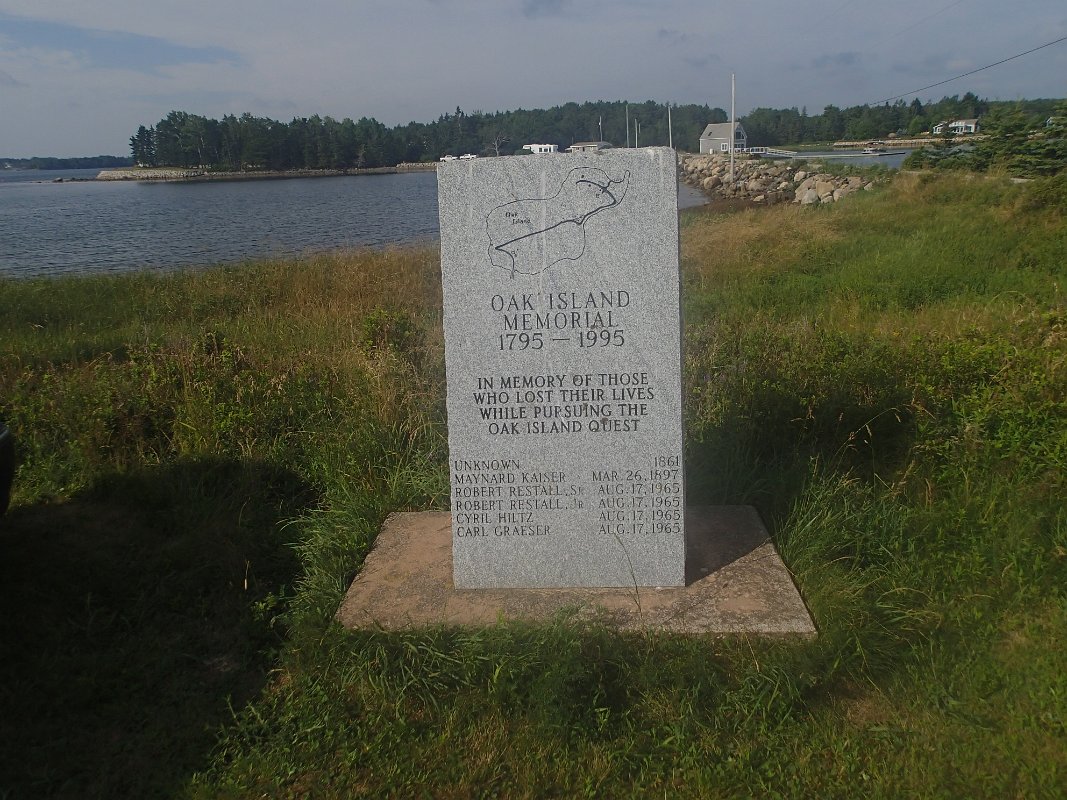 Oak
Island
OAK ISLAND
MEMORIAL
1795 — 1995
IN MEMORY OF THOSE
WHO LOST THEIR LIVES
WHILE PURSUING THE
OAK ISLAND QUEST
UNKNOWN 1861
MAYNARD KAISER MAR. 26, 1897
ROBERT RESTALL, SR AUG. 17, 1965
ROBERT RESTALL, JR AUG. 17, 1965
CYRIL HILTZ AUG. 17, 1965
CARL GRAESER AUG. 17, 1965